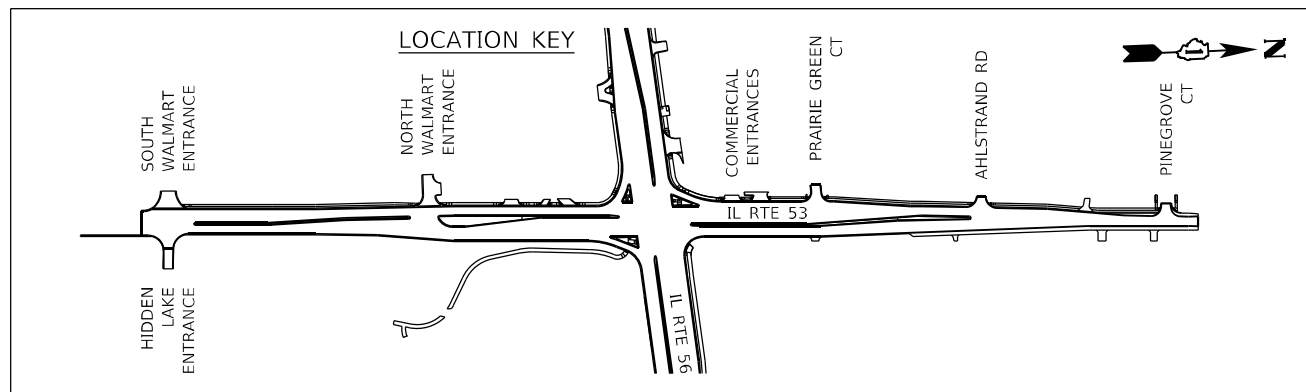 LOCATION KEY
SOUTH
WALMART
ENTRANCE
NORTH
WALMART
ENTRANCE
COMMERCIAL
ENTRANCES
PRAIRIE GREEN
CT
AHLSTRAND RD
PINEGROVE
CT
N
IL RTE 53
HIDDEN
LAKE
ENTRANCE
IL RTE 56